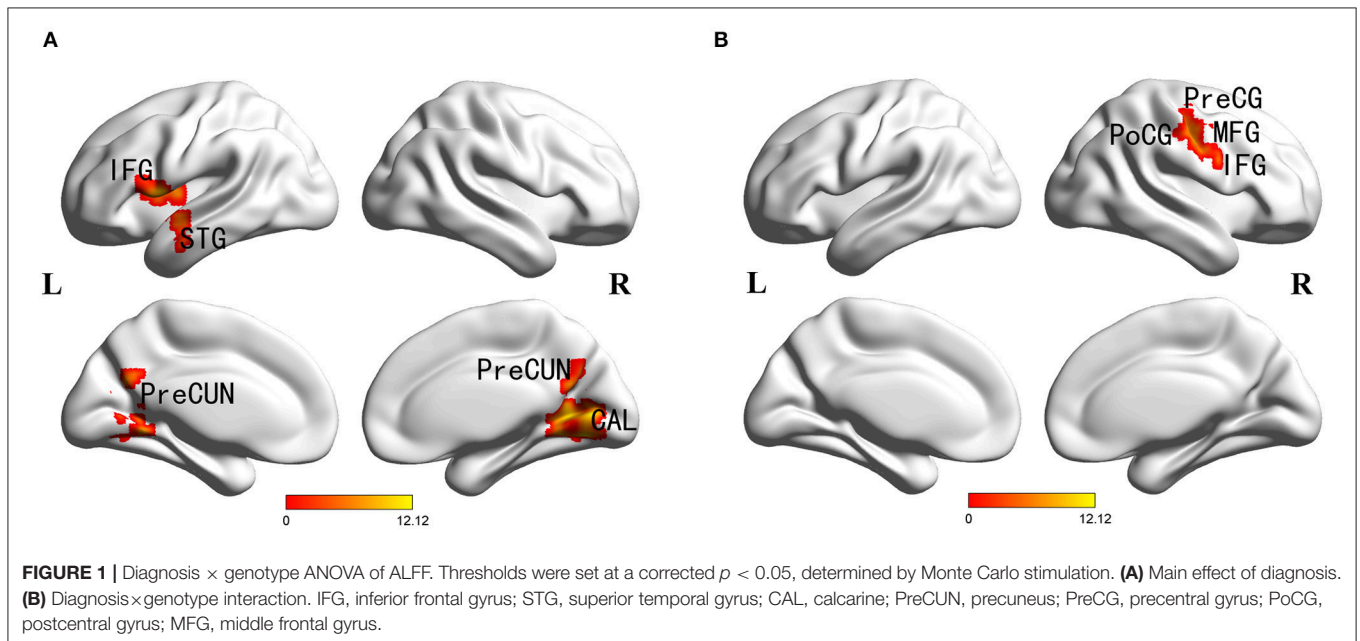 A
B
IFG
STG
PreCG
PoCG
MFG
IFG
L
R
L
R
PreCUN
PreCUN
CAL
0
12.12
0
12.12
FIGURE 1 | Diagnosis × genotype ANOVA of ALFF. Thresholds were set at a corrected p < 0.05, determined by Monte Carlo stimulation. (A) Main effect of diagnosis.
(B) Diagnosis×genotype interaction. IFG, inferior frontal gyrus; STG, superior temporal gyrus; CAL, calcarine; PreCUN, precuneus; PreCG, precentral gyrus; PoCG,
postcentral gyrus; MFG, middle frontal gyrus.